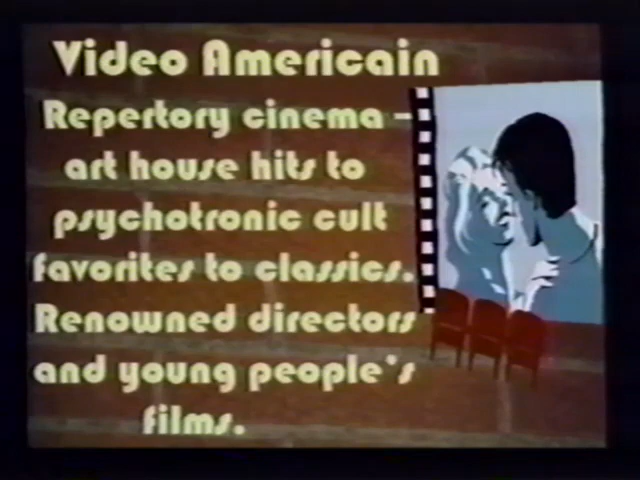 Video Americain
Repertory cinema –
art house hits to
psychotronic cult
favorites to classics.
Renowned directors
and young people's
films.